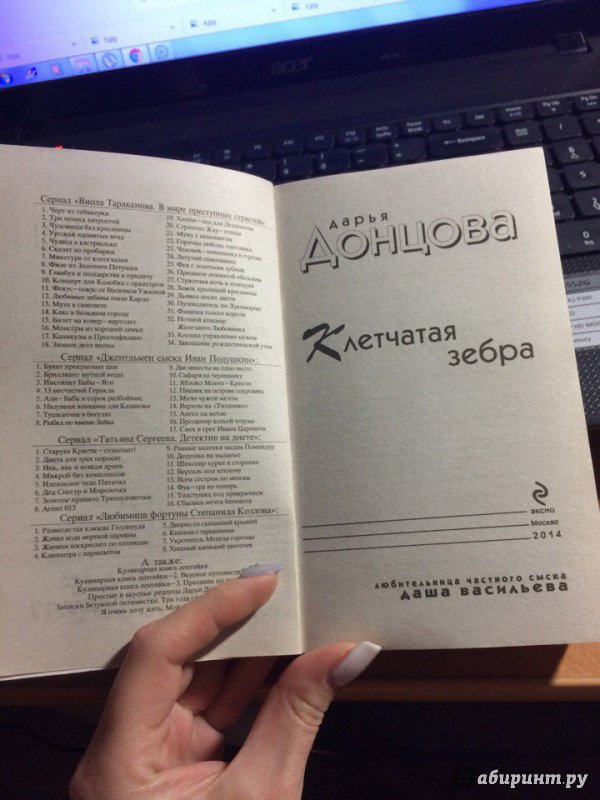 Сериал «Виола Тараканова. В мире преступных страстей»
1. Черт из табакерки
2. Три мешка хитростей
3. Чудовище без красавицы
4. Урожай ядовитых ягод
5. Чудеса в кастрюльке
6. Скелет из пробирки
7. Микстура от косоглазия
8. Филе из Золотого Петушка
9. Главбух и полцарства в придачу
10. Концерт для Колобка с оркестром
11. Фокус-покус от Василисы Ужасной
12. Любимые забавы папы Карло
13. Муха в самолете
14. Кекс в большом городе
15. Билет на ковер-вертолет
16. Монстры из хорошей семьи
17. Каникулы в Простофилино
18. Зимнее лето весны
19. Хеппи-энд для Дездемоны
20. Стриптиз Жар-птицы
21. Муму с аквалангом
22. Горячая любовь снеговика
23. Человек-невидимка в стразах
24. Летучий самозванец
25. Фея с золотыми зубами
26. Приданое лохматой обезьяны
27. Страстная ночь в зоопарке
28. Замок храпящей красавицы
29. Дьявол носит лапти
30. Путеводитель по Лукоморью
31. Фанатка голого короля
32. Ночной кошмар
Железного Любовника
33. Кнопка управления мужем
34. Завещание рождественской утки
Сериал «Джентльмен сыска Иван Подушкин»:
1. Букет прекрасных дам
2. Бриллиант мутной воды
3. Инстинкт Бабы-Яги
4. 13 несчастий Геракла
5. Али-Баба и сорок разбойниц
6. Надувная женщина для Казановы
7. Тушканчик в бигудях
8. Рыбка по имени Зайка
9. Две невесты на одно место
10. Сафари на черепашку
11. Яблоко Монте-Кристо
12. Пикник на острове сокровищ
13. Мачо чужой мечты
14. Верхом на «Титанике»
15. Ангел на метле
16. Продюсер козьей морды
17. Смех и грех Ивана Царевича
Сериал «Татьяна Сергеева. Детектив на диете»:
1. Старуха Кристи – отдыхает!
2. Диета для трех поросят
3. Инь, янь и всякая дрянь
4. Микроб без комплексов
5. Идеальное тело Пятачка
6. Дед Снегур и Морозочка
7. Золотое правило Трехпудовочки
8. Агент 013
9. Рваные валенки мадам Помпадур
10. Дедушка на выданье
11. Шекспир курит в сторонке
12. Версаль под хохлому
13. Всем сестрам по мозгам
14. Фуа-гра из топора
15. Толстушка под прикрытием
16. Сбылась мечта бегемота
Сериал «Любимица фортуны Степанида Козлова»:
1. Развесистая клюква Голливуда
2. Живая вода мертвой царевны
3. Женихи воскресают по пятницам
4. Клеопатра с парашютом
5. Дворец со съехавшей крышей
6. Княжна с тараканами
7. Укротитель Медузы горгоны
8. Хищный аленький цветочек
А также:
Кулинарная книга лентяйки
Кулинарная книга лентяйки–2. Вкусное путешеств
Кулинарная книга лентяйки–3. Праздник по ж
Простые и вкусные рецепты Дарьи До
Записки безумной оптимистки. Три года сп
Я очень хочу жить. Мой
дарья
Донцова
Клетчатая
зебра
эксмо
Москва
2014
любительница частного сыска
даша васильева
acer
абиринт.ру